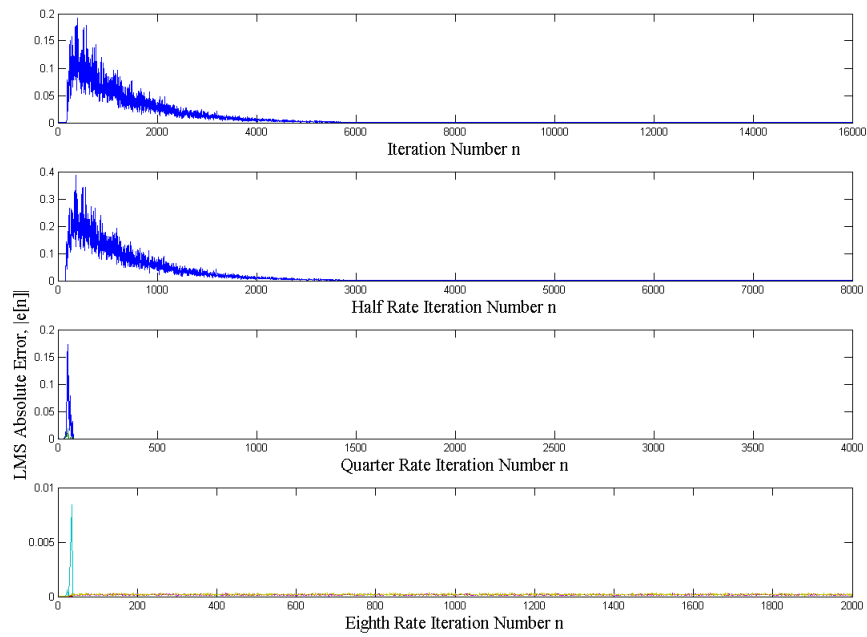 0.2
0.15
0.1
0.05
0
0 2000 4000 6000 8000 10000 12000 14000 16000
Iteration Number n
0.4
0.3
0.2
0.1
0
0 1000 2000 3000 4000 5000 6000 7000 8000
Half Rate Iteration Number n
LMS Absolute Error, |e[n]|
0.2
0.15
0.1
0.05
0
0 500 1000 1500 2000 2500 3000 3500 4000
Quarter Rate Iteration Number n
0.01
0.005
0
0 200 400 600 800 1000 1200 1400 1600 1800 2000
Eighth Rate Iteration Number n